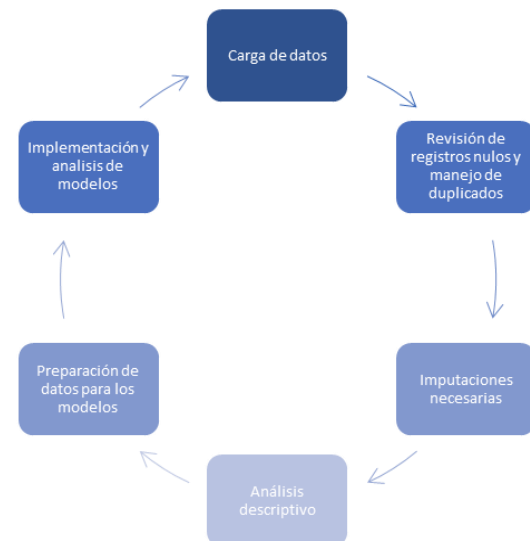 Carga de datos
Revisión de
registros nulos y
manejo de
duplicados
Imputaciones
necesarias
Análisis
descriptivo
Preparación de
datos para los
modelos
Implementación y
analisis de
modelos